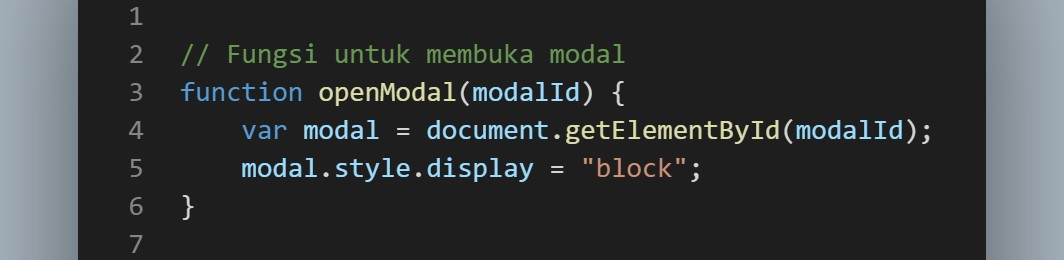 1
2 // Fungsi untuk membuka modal
3 function openModal(modalId) {
4     var modal = document.getElementById(modalId);
5     modal.style.display = "block";
6 }
7